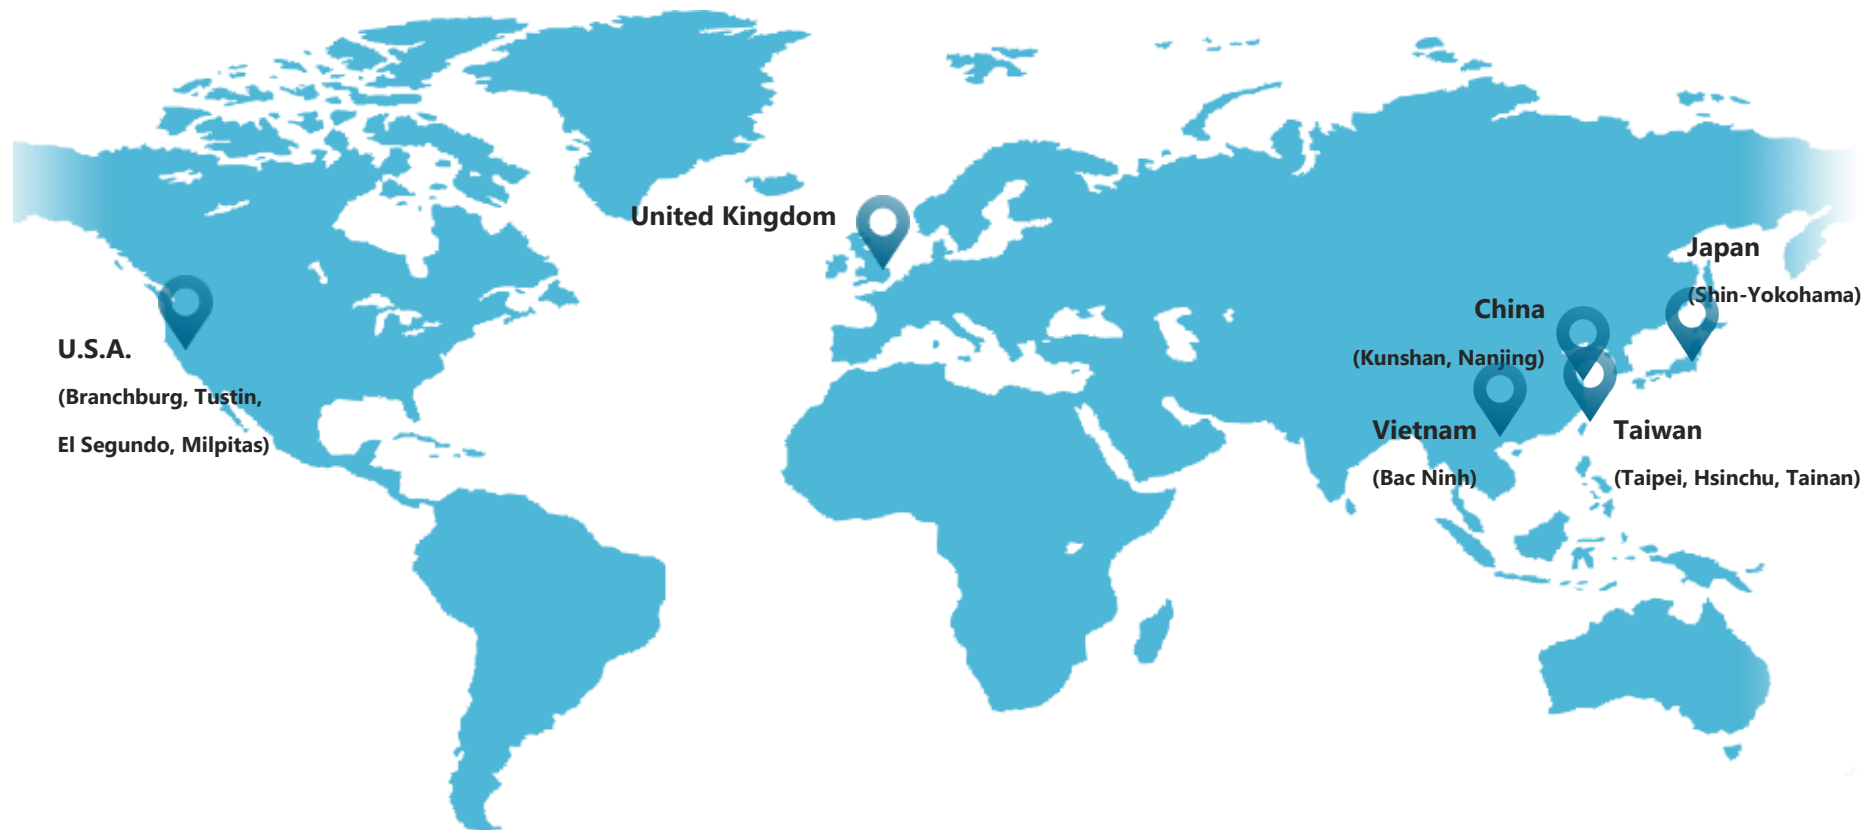 United Kingdom
Japan
(Shin-Yokohama)
China
(Kunshan, Nanjing)
U.S.A.
(Branchburg, Tustin,
El Segundo, Milpitas)
Vietnam
(Bac Ninh)
Taiwan
(Taipei, Hsinchu, Tainan)